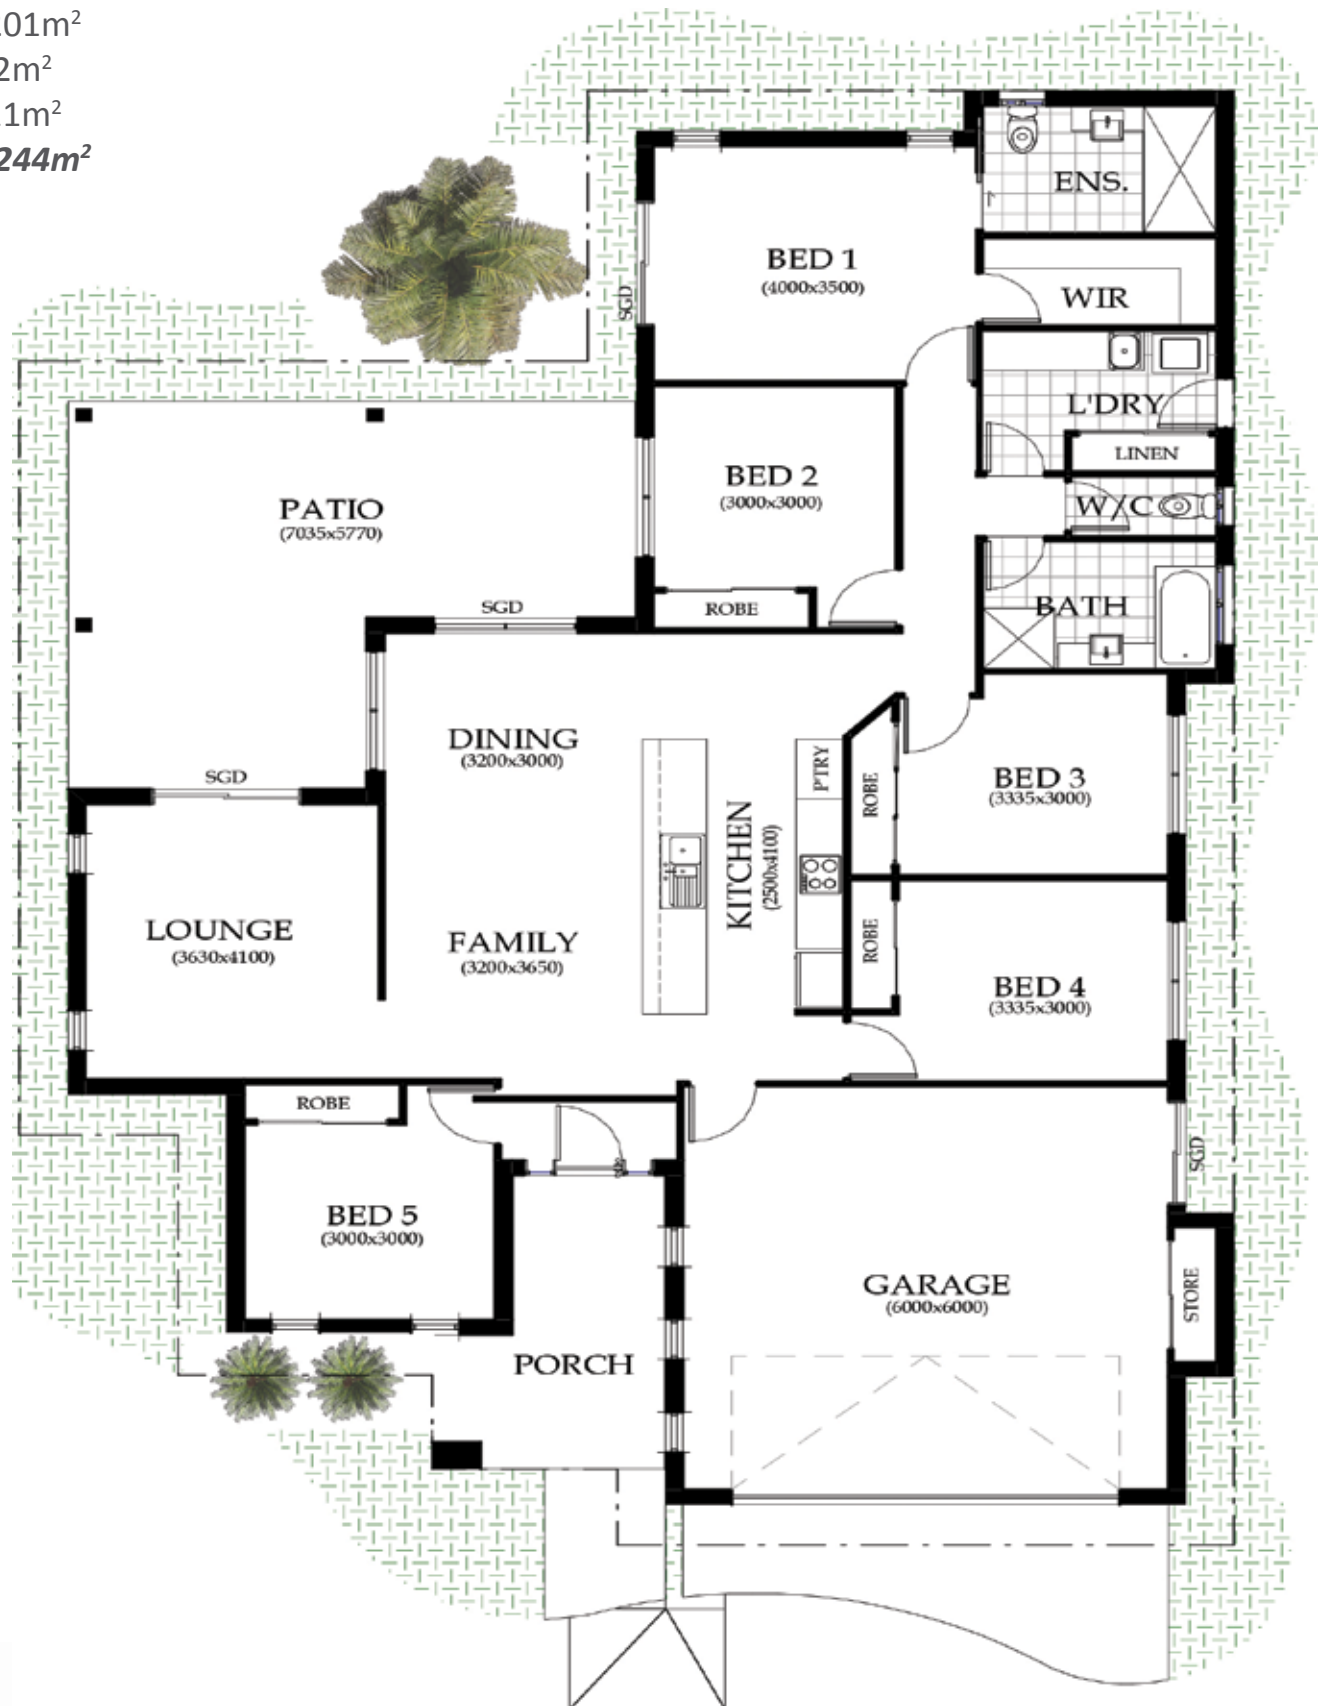 01m²
2m²
1m²
244m²
ENS.
BED 1
(4000x3500)
SGD
WIR
L'DRY
LINEN
BED 2
(3000x3000)
W/C
PATIO
(7035x5770)
ROBE
BATH
SGD
DINING
(3200x3000)
PTRY
ROBE
BED 3
(3335x3000)
SGD
KITCHEN
(2500x4100)
LOUNGE
(3630x4100)
FAMILY
(3200x3650)
ROBE
BED 4
(3335x3000)
ROBE
SGD
BED 5
(3000x3000)
GARAGE
(6000x6000)
STORE
PORCH